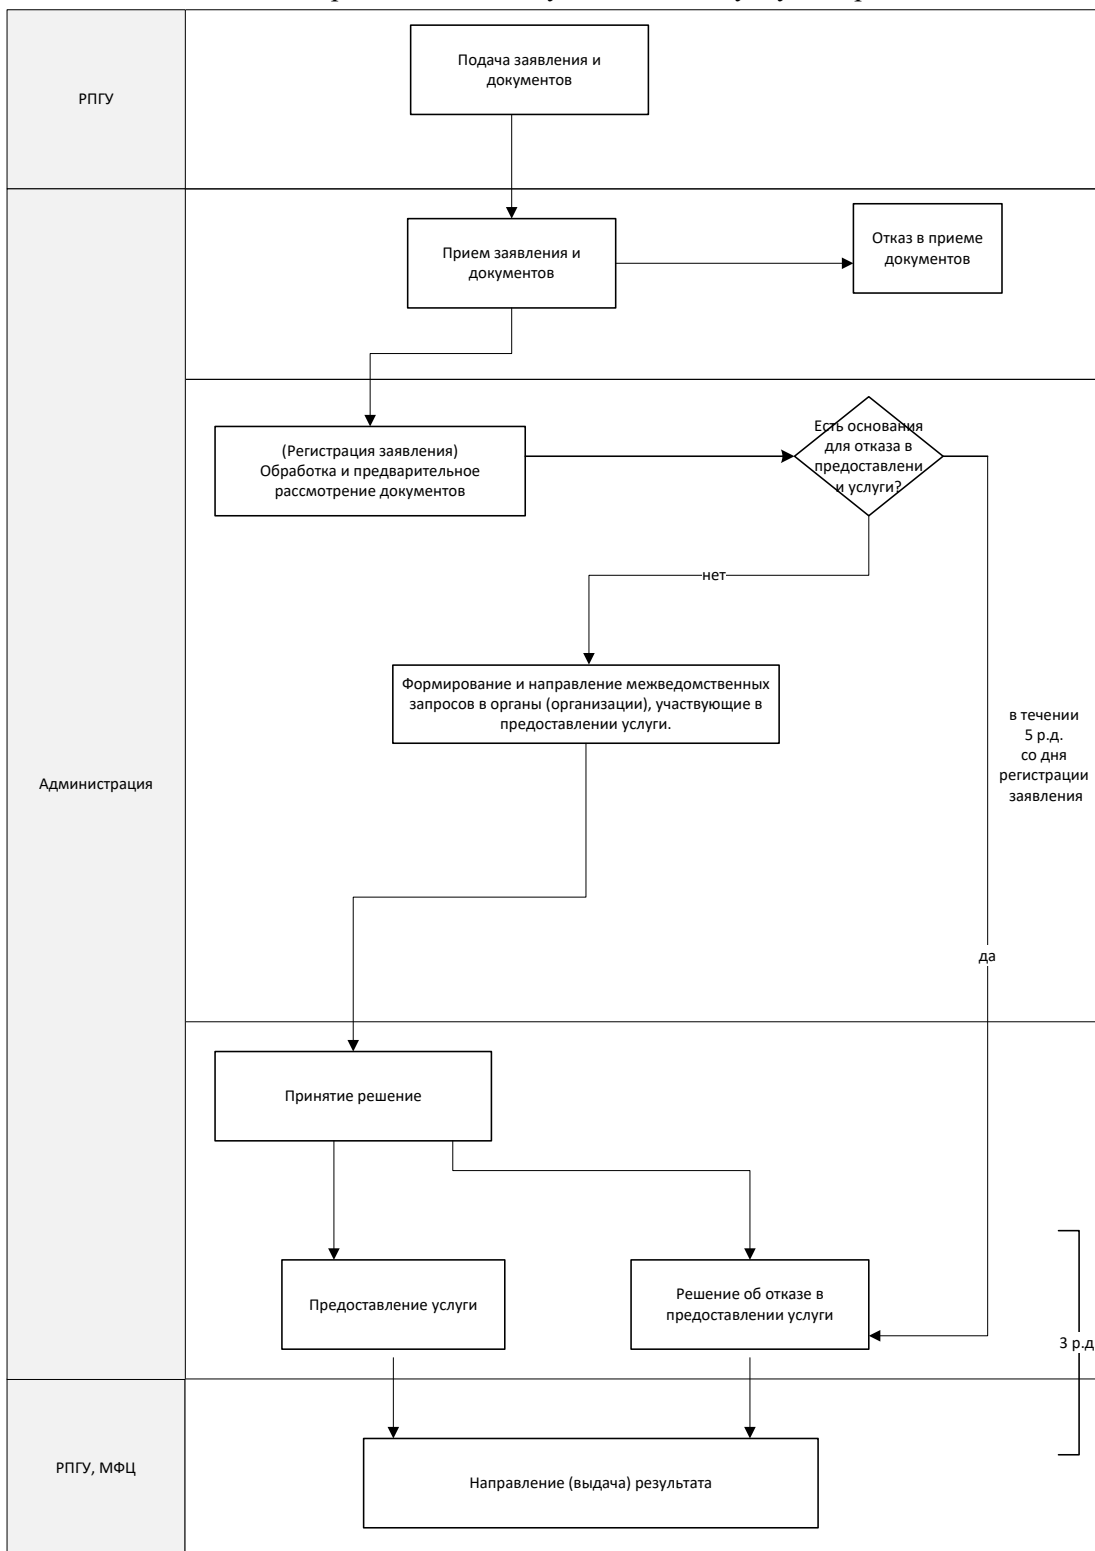 РПГУ
Подача заявления и
документов
Прием заявления и
документов
Отказ в приеме
документов
(Регистрация заявления)
Обработка и предварительное
рассмотрение документов
Есть основания
для отказа в
предоставлени
и услуги?
нет
Формирование и направление межведомственных
запросов в органы (организации), участвующие в
предоставлении услуги.
в течении
5 р.д.
со дня
регистрации
заявления
Администрация
да
Принятие решение
Предоставление услуги
Решение об отказе в
предоставлении услуги
3 р.д
РПГУ, МФЦ
Направление (выдача) результата